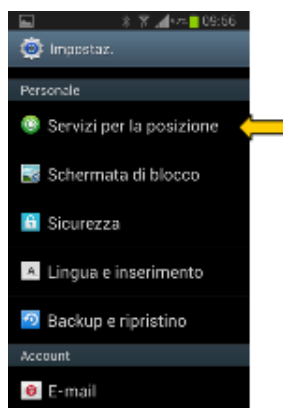 09:56
Impostaz.
Personale
Servizi per la posizione
Schermata di blocco
Sicurezza
A Lingua e inserimento
Backup e ripristino
Account
E-mail